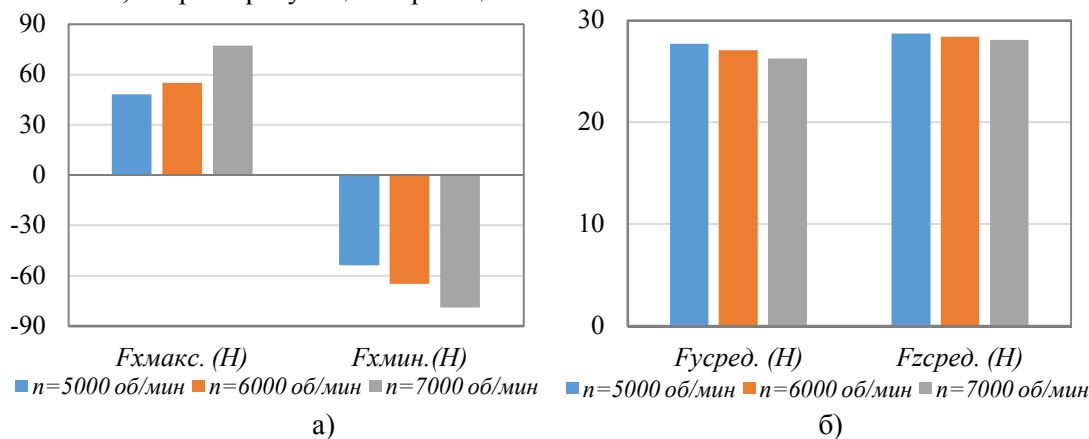 90
60
30
0
-30
-60
-90
Fxмакс. (Н) Fxмин.(Н)
n=5000 об/мин n=6000 об/мин n=7000 об/мин
а)
30
20
10
0
Fyсред. (Н) Fzсред. (Н)
n=5000 об/мин n=6000 об/мин n=7000 об/мин
б)